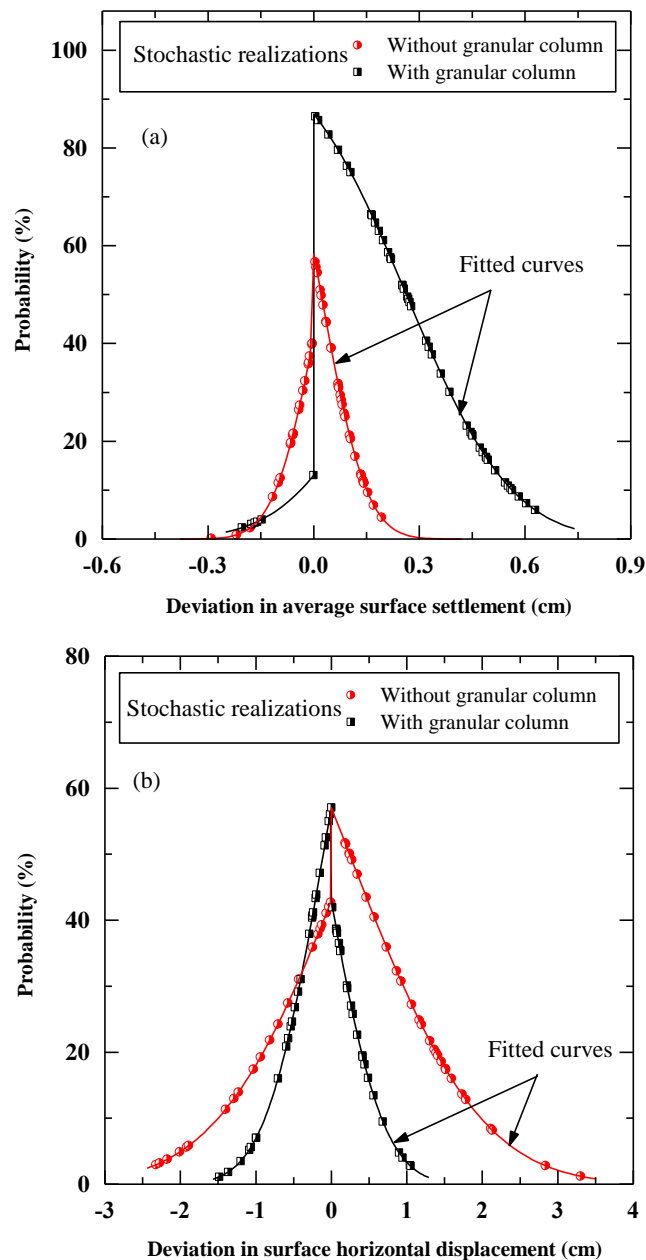 100
80
60
40
20
0
Probability (%)
Stochastic realizations
Without granular column
With granular column
(a)
Fitted curves
-0.6 -0.3 0.0 0.3 0.6 0.9
Deviation in average surface settlement (cm)
80
60
40
20
0
Probability (%)
Stochastic realizations
Without granular column
With granular column
(b)
Fitted curves
-3 -2 -1 0 1 2 3 4
Deviation in surface horizontal displacement (cm)